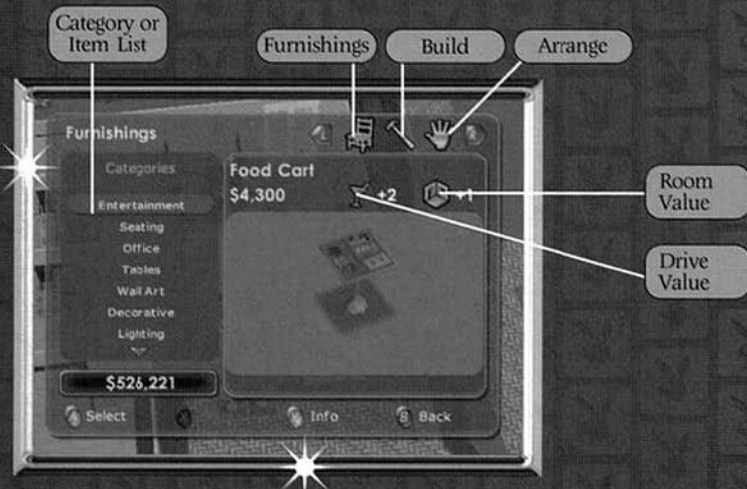 Category or
Item List
Furnishings
Build
Arrange
Furnishings
Categories
Entertainment
Seating
Office
Tables
Wall Art
Decorative
Lighting
$526,221
Food Cart
$4,300
+2
+1
Room
Value
Drive
Value
Select
Info
Back